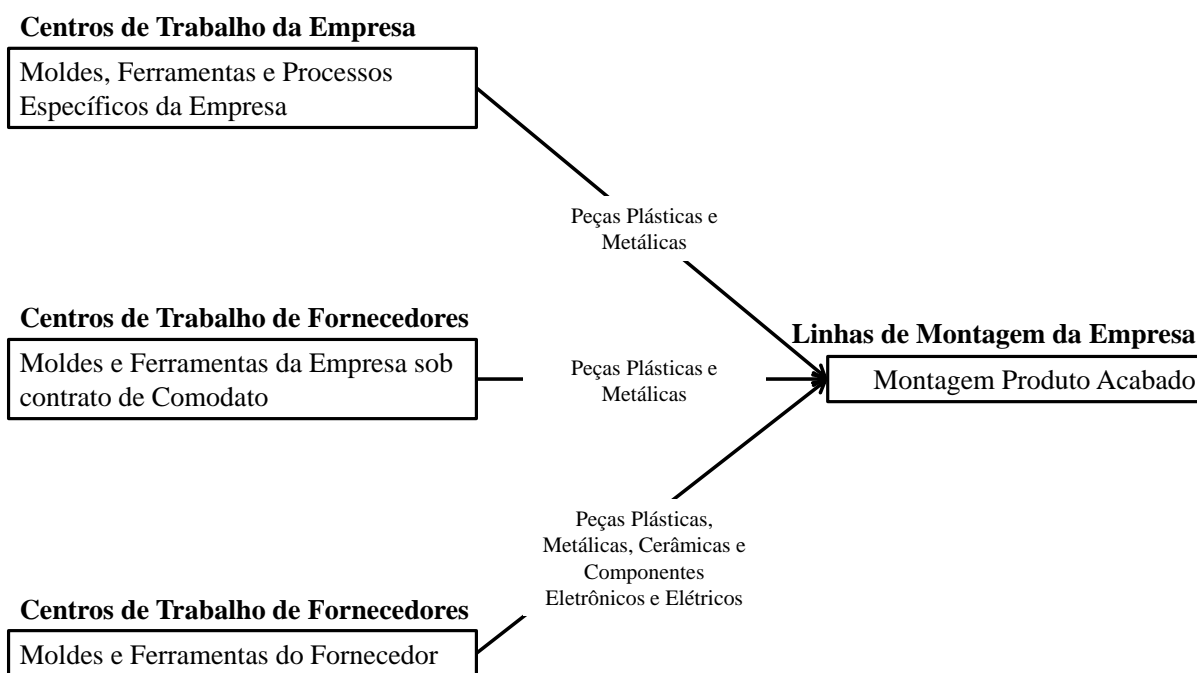 Centros de Trabalho da Empresa
Moldes, Ferramentas e Processos
Específicos da Empresa
Peças Plásticas e
Metálicas
Centros de Trabalho de Fornecedores
Moldes e Ferramentas da Empresa sob
contrato de Comodato
Peças Plásticas e
Metálicas
Linhas de Montagem da Empresa
Montagem Produto Acabado
Peças Plásticas,
Metálicas, Cerâmicas e
Componentes
Eletrônicos e Elétricos
Centros de Trabalho de Fornecedores
Moldes e Ferramentas do Fornecedor